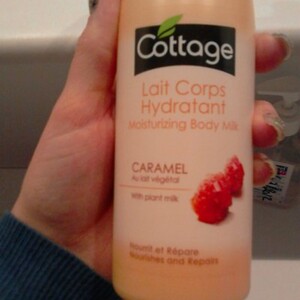 Cottage
Lait Corps
Hydratant
Moisturizing Body Milk
CARAMEL
Au lait végétal
With plant milk
Nourrit et Répare
Nourishes and Repairs